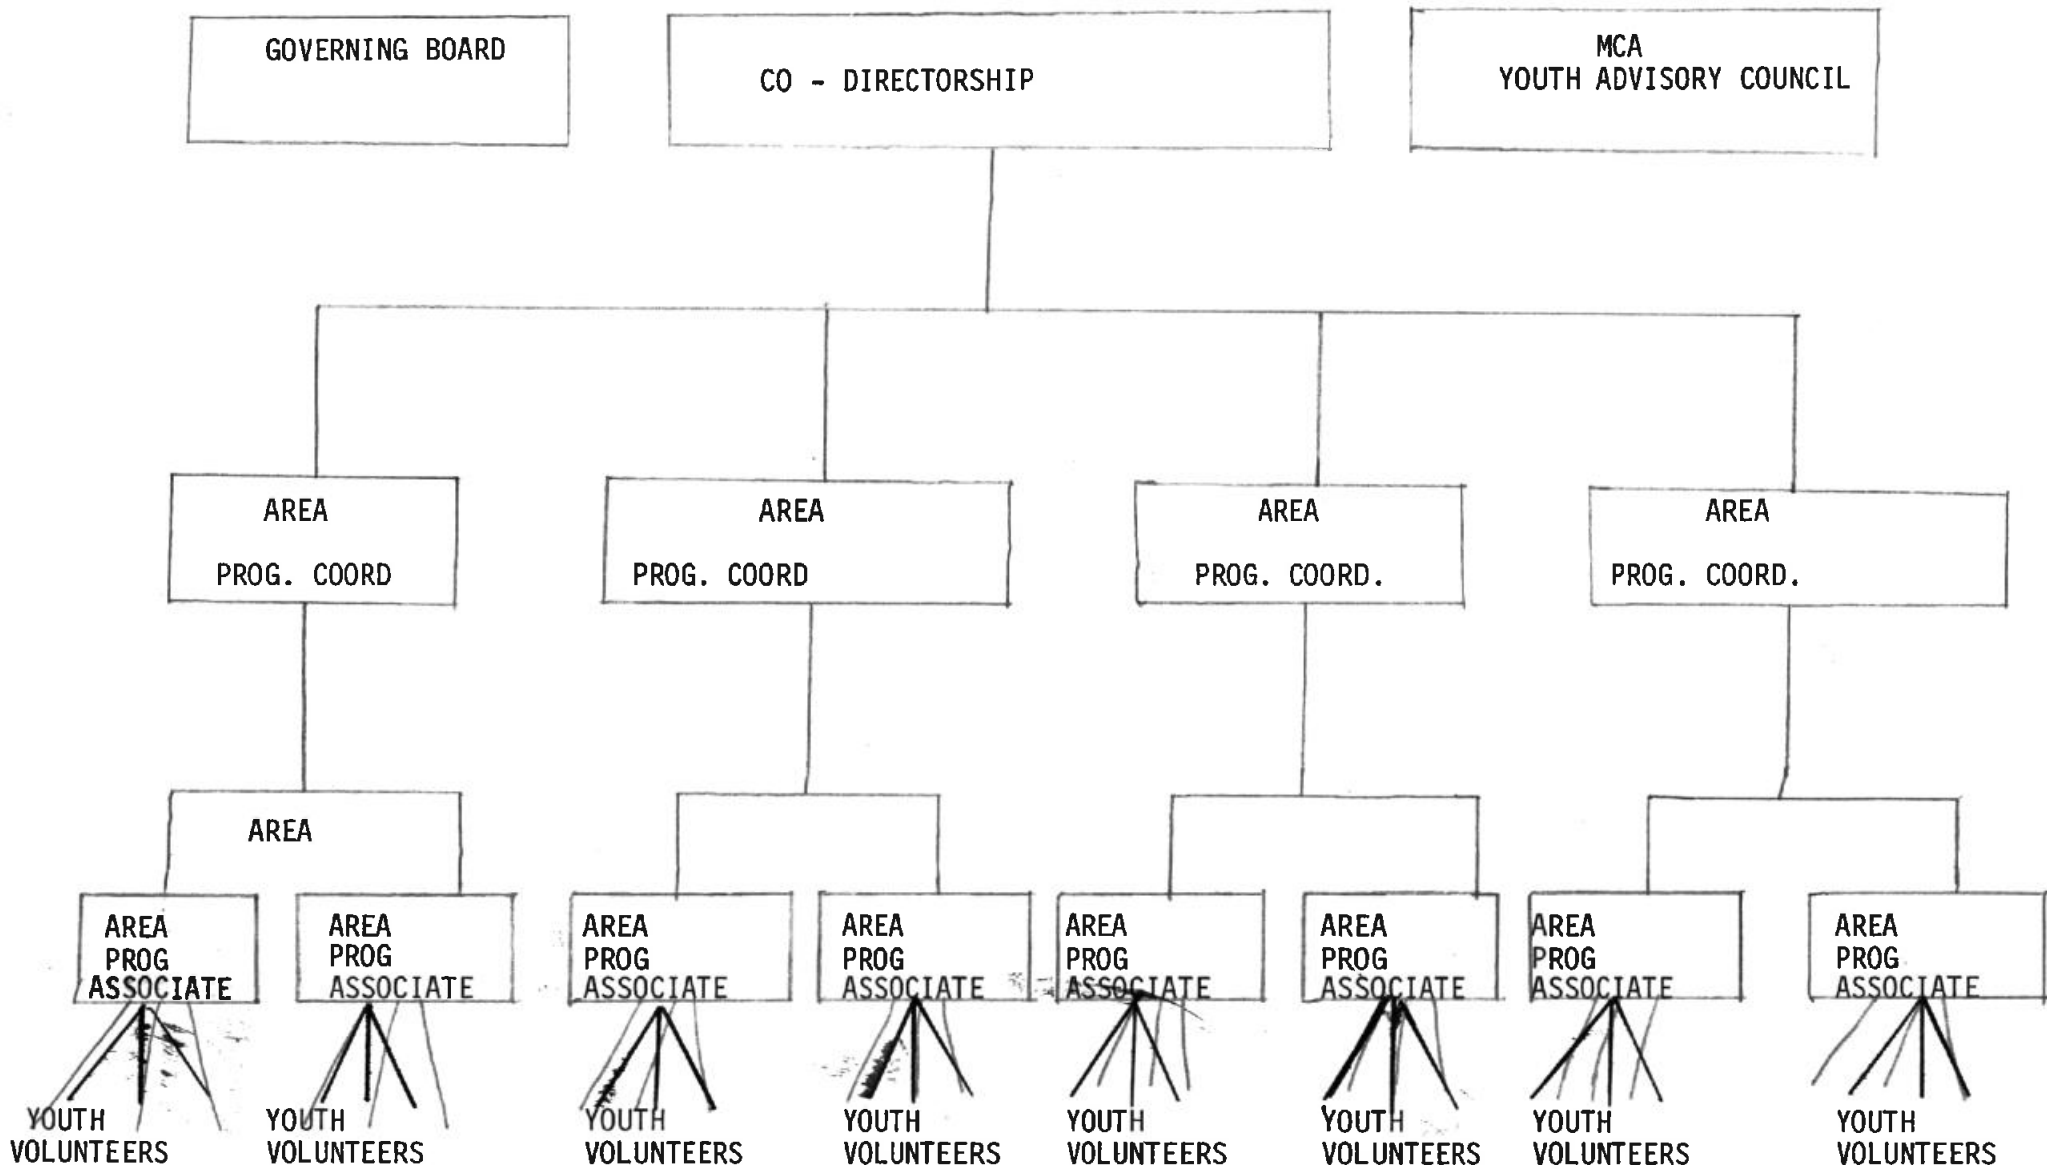 GOVERNING BOARD
CO - DIRECTORSHIP
MCA
YOUTH ADVISORY COUNCIL
AREA
PROG. COORD
AREA
PROG. COORD
AREA
PROG. COORD.
AREA
PROG. COORD.
AREA
AREA
PROG
ASSOCIATE
AREA
PROG
ASSOCIATE
AREA
PROG
ASSOCIATE
AREA
PROG
ASSOCIATE
AREA
PROG
ASSOCIATE
AREA
PROG
ASSOCIATE
AREA
PROG
ASSOCIATE
AREA
PROG
ASSOCIATE
YOUTH
VOLUNTEERS
YOUTH
VOLUNTEERS
YOUTH
VOLUNTEERS
YOUTH
VOLUNTEERS
YOUTH
VOLUNTEERS
YOUTH
VOLUNTEERS
YOUTH
VOLUNTEERS
YOUTH
VOLUNTEERS